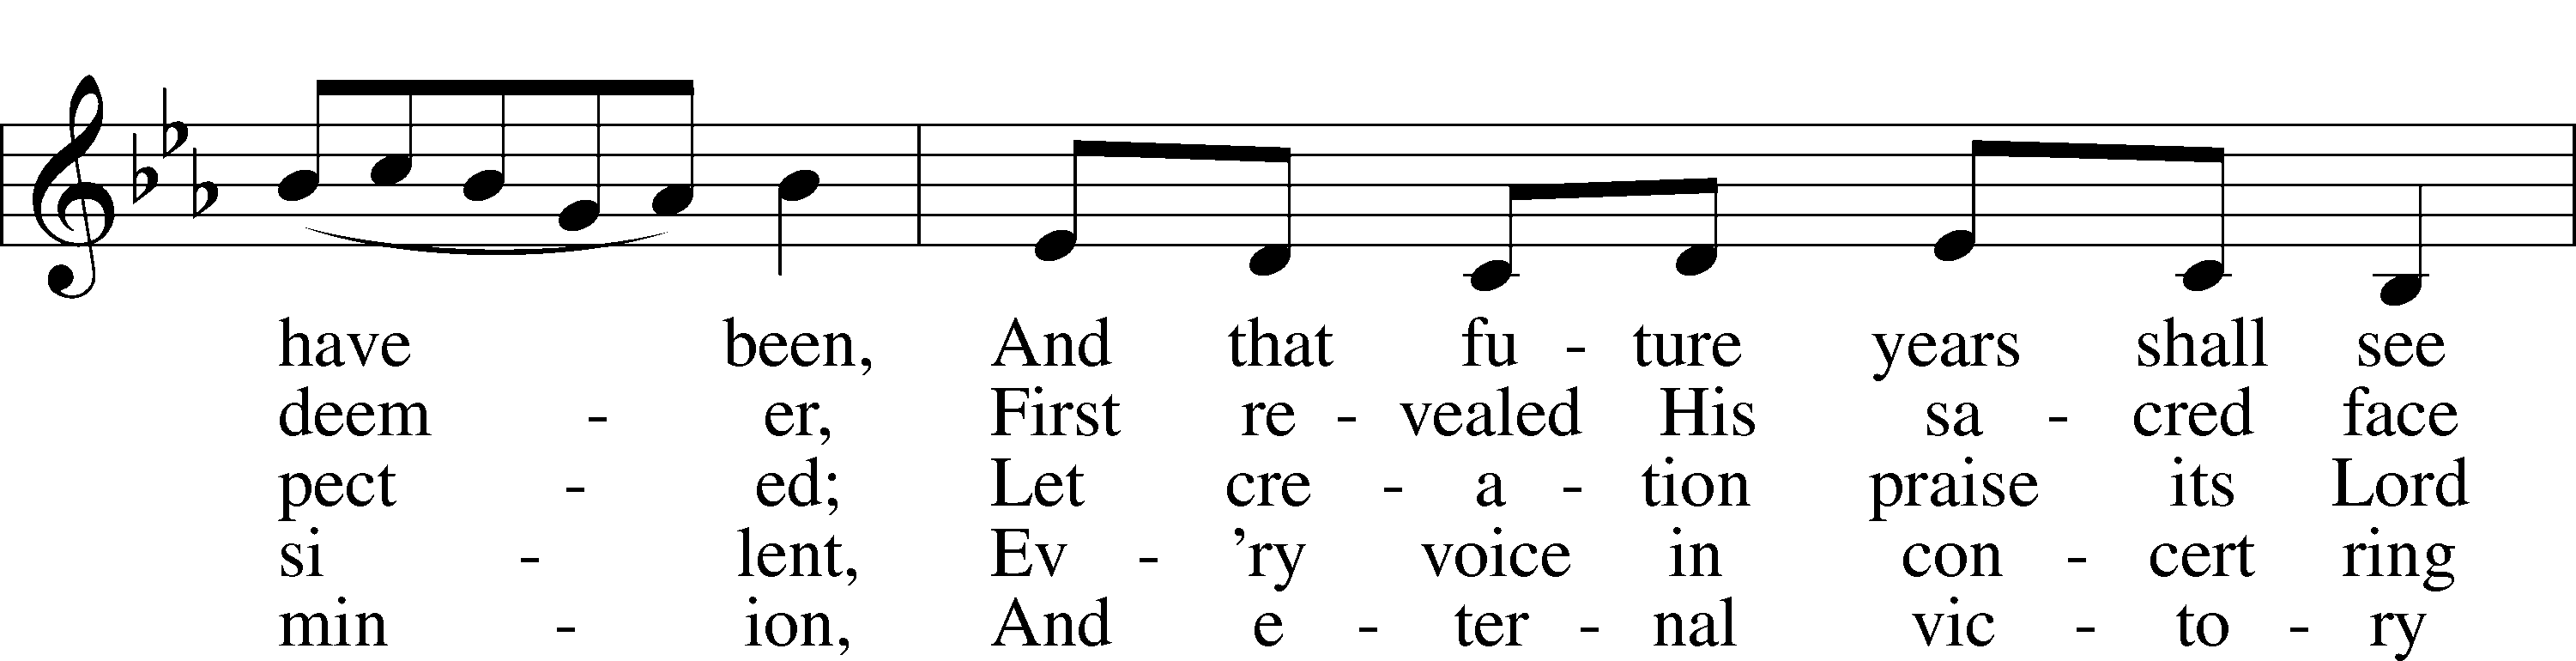 have been, And that fu - ture years shall see
deem - er, First re - vealed His sa - cred face
pect - ed; Let cre - a - tion praise its Lord
si - lent, Ev - ’ry voice in con - cert ring
min - ion, And e - ter - nal vic - to - ry